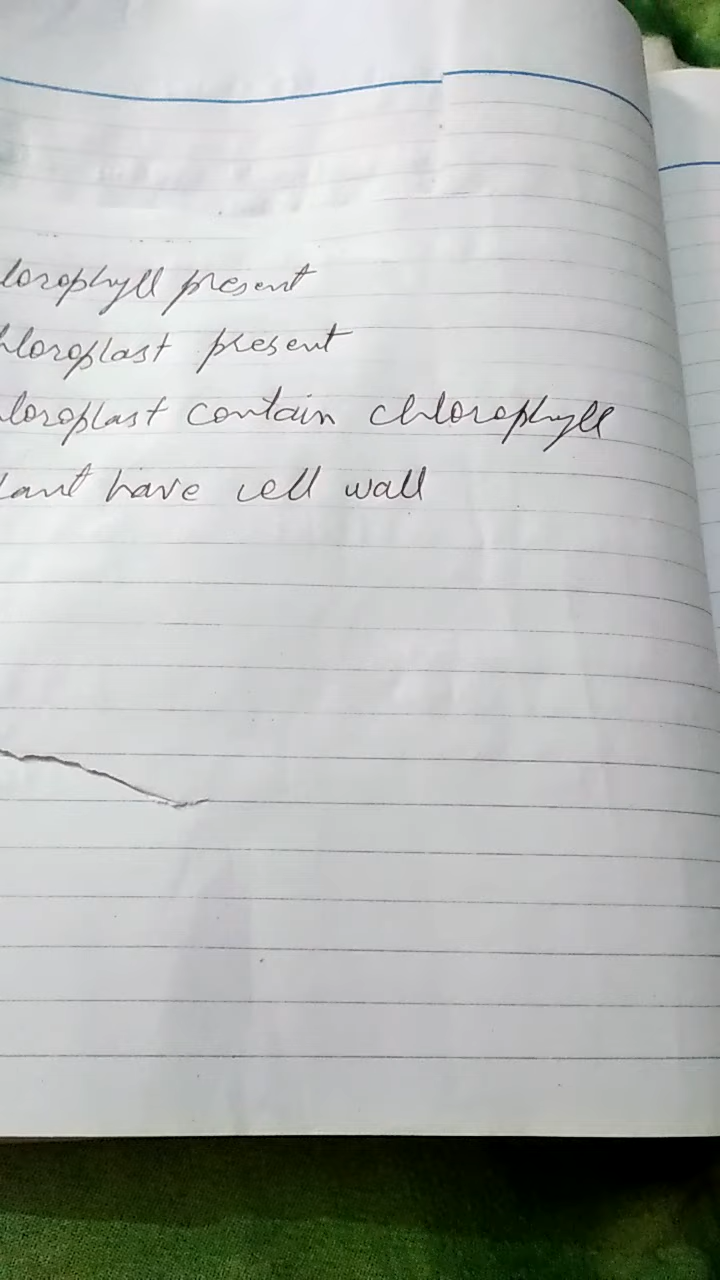 lorophyll present
hloroplast present
loroplast contain chlorophyll
lant have cell wall